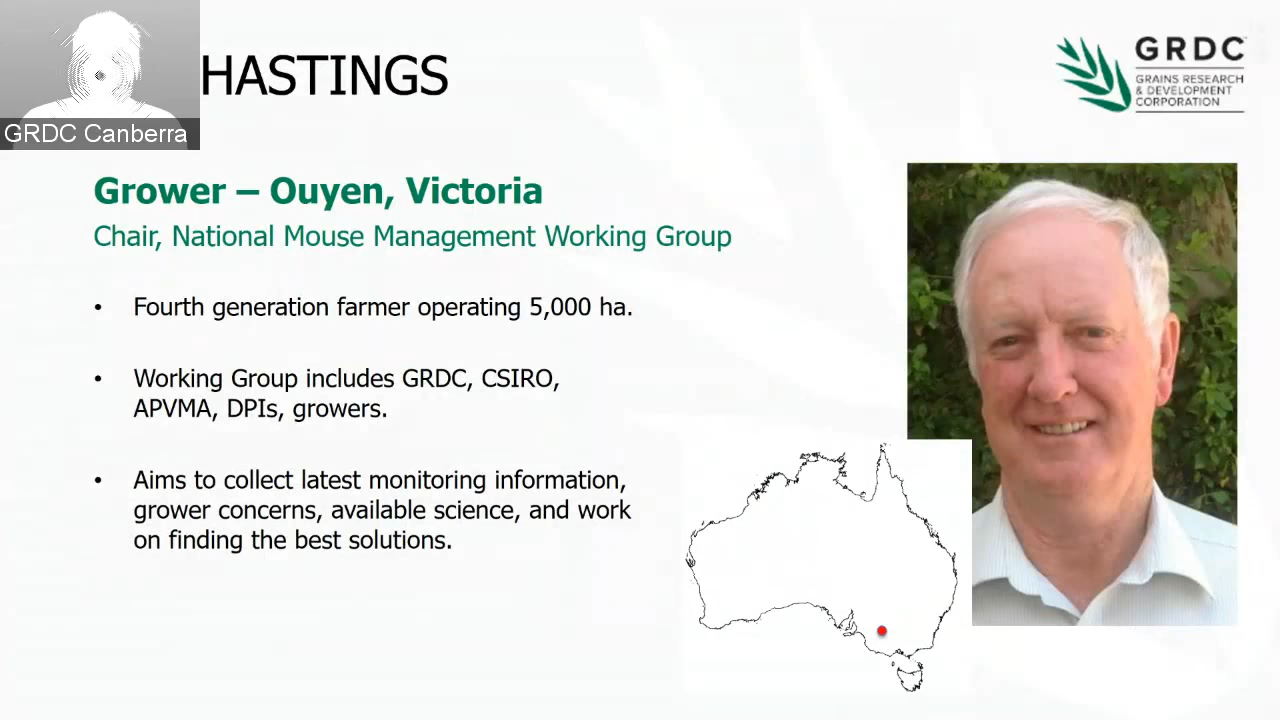 HASTINGS
GRDC Canberra
GRDC
GRAINS RESEARCH
& DEVELOPMENT
CORPORATION
Grower – Ouyen, Victoria
Chair, National Mouse Management Working Group
• Fourth generation farmer operating 5,000 ha.
• Working Group includes GRDC, CSIRO,
APVMA, DPIs, growers.
• Aims to collect latest monitoring information,
grower concerns, available science, and work
on finding the best solutions.